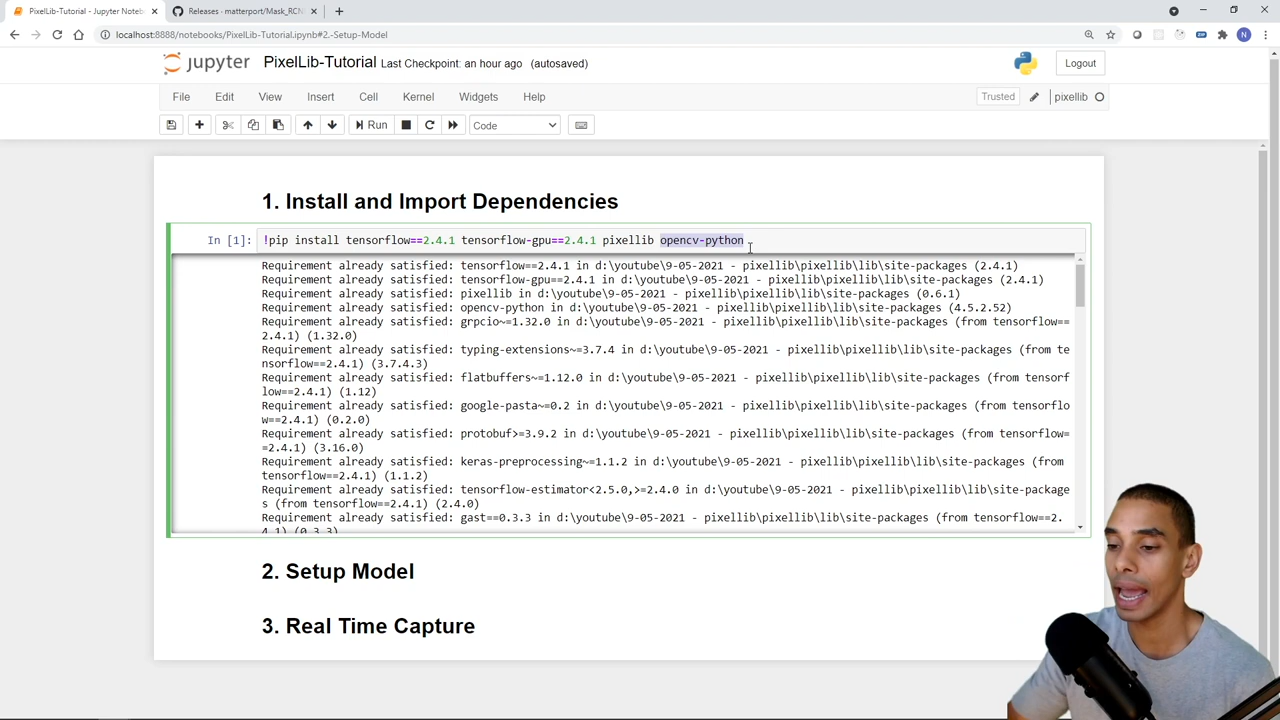 PixelLib-Tutorial - Jupyter Noteb
Releases · matterport/Mask_RCN
localhost:8888/notebooks/PixelLib-Tutorial.ipynb#2.-Setup-Model
N
jupyter PixelLib-Tutorial Last Checkpoint: an hour ago (autosaved)
Logout
File Edit View Insert Cell Kernel Widgets Help
Trusted
pixellib
Run
Code
1. Install and Import Dependencies
In [1]: !pip install tensorflow==2.4.1 tensorflow-gpu==2.4.1 pixellib opencv-python
Requirement already satisfied: tensorflow==2.4.1 in d:\youtube\9-05-2021 - pixellib\pixellib\lib\site-packages (2.4.1)
Requirement already satisfied: tensorflow-gpu==2.4.1 in d:\youtube\9-05-2021 - pixellib\pixellib\lib\site-packages (2.4.1)
Requirement already satisfied: pixellib in d:\youtube\9-05-2021 - pixellib\pixellib\lib\site-packages (0.6.1)
Requirement already satisfied: opencv-python in d:\youtube\9-05-2021 - pixellib\pixellib\lib\site-packages (4.5.2.52)
Requirement already satisfied: grpcio~=1.32.0 in d:\youtube\9-05-2021 - pixellib\pixellib\lib\site-packages (from tensorflow==
2.4.1) (1.32.0)
Requirement already satisfied: typing-extensions~=3.7.4 in d:\youtube\9-05-2021 - pixellib\pixellib\lib\site-packages (from te
nsorflow==2.4.1) (3.7.4.3)
Requirement already satisfied: flatbuffers~=1.12.0 in d:\youtube\9-05-2021 - pixellib\pixellib\lib\site-packages (from tensorf
low==2.4.1) (1.12)
Requirement already satisfied: google-pasta~=0.2 in d:\youtube\9-05-2021 - pixellib\pixellib\lib\site-packages (from tensorflo
w==2.4.1) (0.2.0)
Requirement already satisfied: protobuf>=3.9.2 in d:\youtube\9-05-2021 - pixellib\pixellib\lib\site-packages (from tensorflow=
=2.4.1) (3.16.0)
Requirement already satisfied: keras-preprocessing~=1.1.2 in d:\youtube\9-05-2021 - pixellib\pixellib\lib\site-packages (from
tensorflow==2.4.1) (1.1.2)
Requirement already satisfied: tensorflow-estimator<2.5.0,>=2.4.0 in d:\youtube\9-05-2021 - pixellib\pixellib\lib\site-package
s (from tensorflow==2.4.1) (2.4.0)
Requirement already satisfied: gast==0.3.3 in d:\youtube\9-05-2021 - pixellib\pixellib\lib\site-packages (from tensorflow==2.
4.1) (0.3.3)
2. Setup Model
3. Real Time Capture